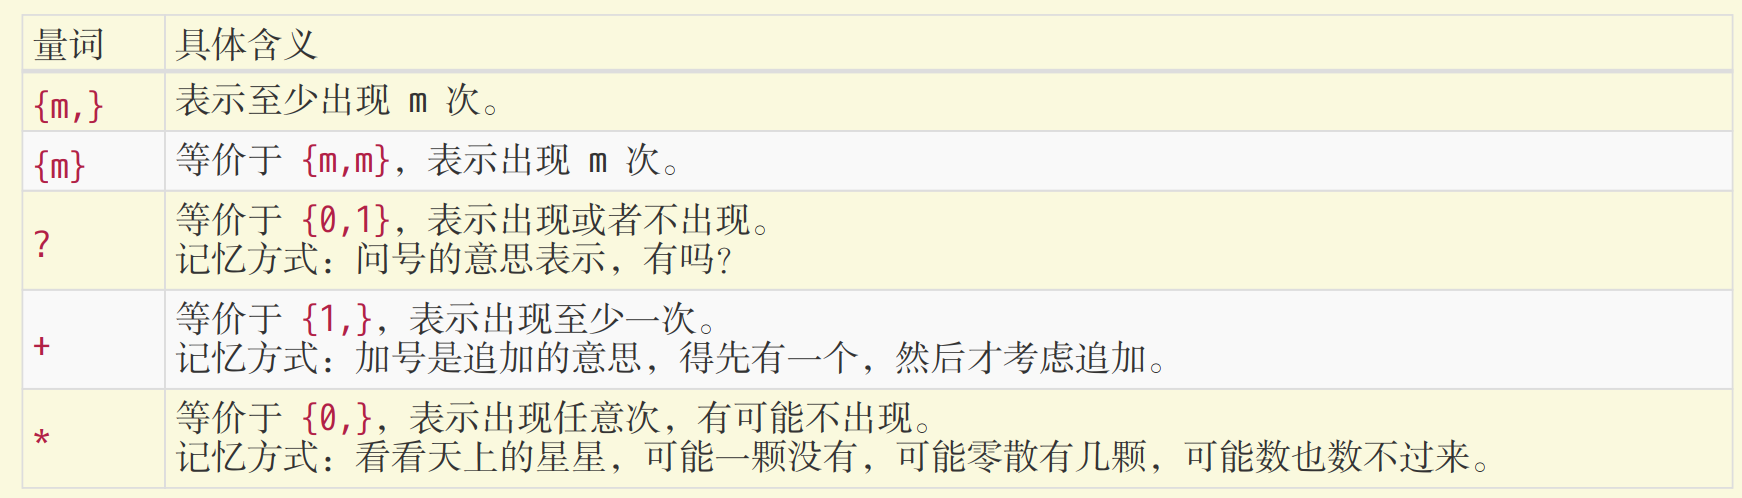 量词 具体含义
{m,} 表示至少出现 m 次。
{m} 等价于 {m,m}，表示出现 m 次。
? 等价于 {0,1}，表示出现或者不出现。
记忆方式：问号的意思表示，有吗？
+ 等价于 {1,}，表示出现至少一次。
记忆方式：加号是追加的意思，得先有一个，然后才考虑追加。
* 等价于 {0,}，表示出现任意次，有可能不出现。
记忆方式：看看天上的星星，可能一颗没有，可能零散有几颗，可能数也数不过来。